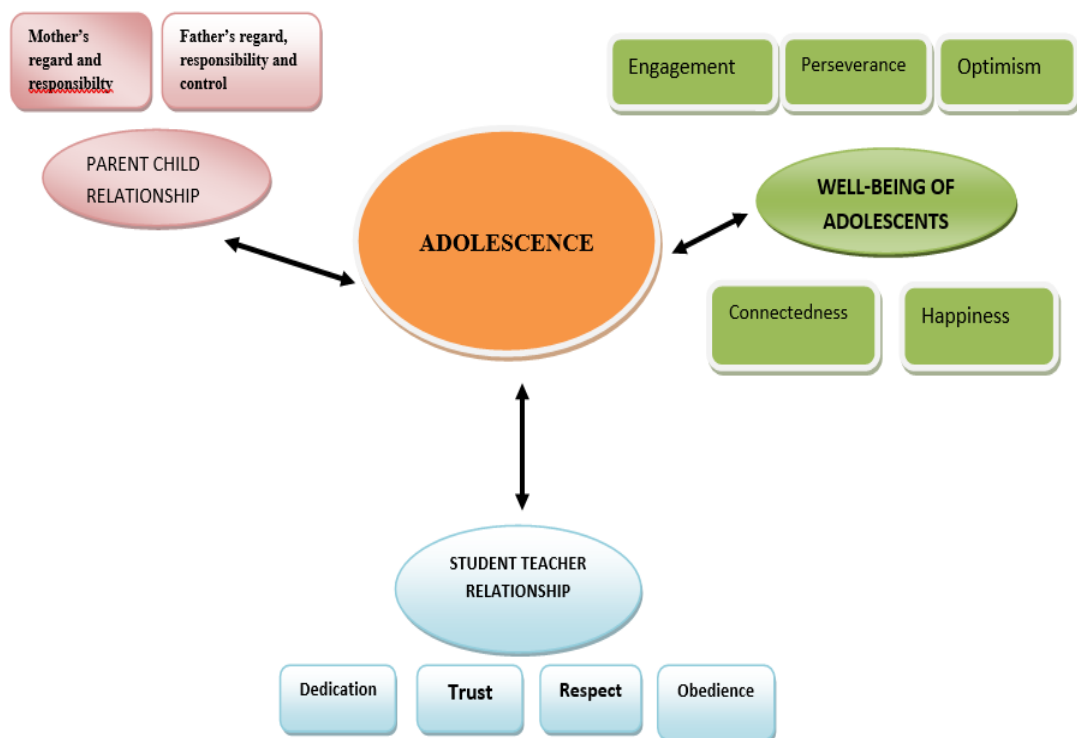 Mother's
regard and
responsibilty
Father's regard,
responsibility and
control
PARENT CHILD
RELATIONSHIP
ADOLESCENCE
Engagement
Perseverance
Optimism
WELL-BEING OF
ADOLESCENTS
Connectedness
Happiness
STUDENT TEACHER
RELATIONSHIP
Dedication
Trust
Respect
Obedience